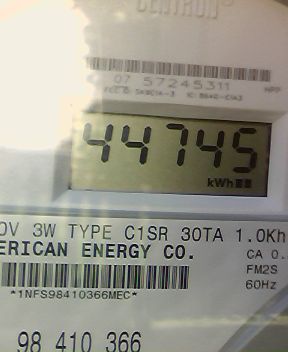 CENTRON®
07 57245311
44745
kWh
0V 3W TYPE C1SR 30TA 1.0Kh
ERICAN ENERGY CO.
CA 0.
FM2S
60Hz
*1NFS98410366MEC*
98 410 366